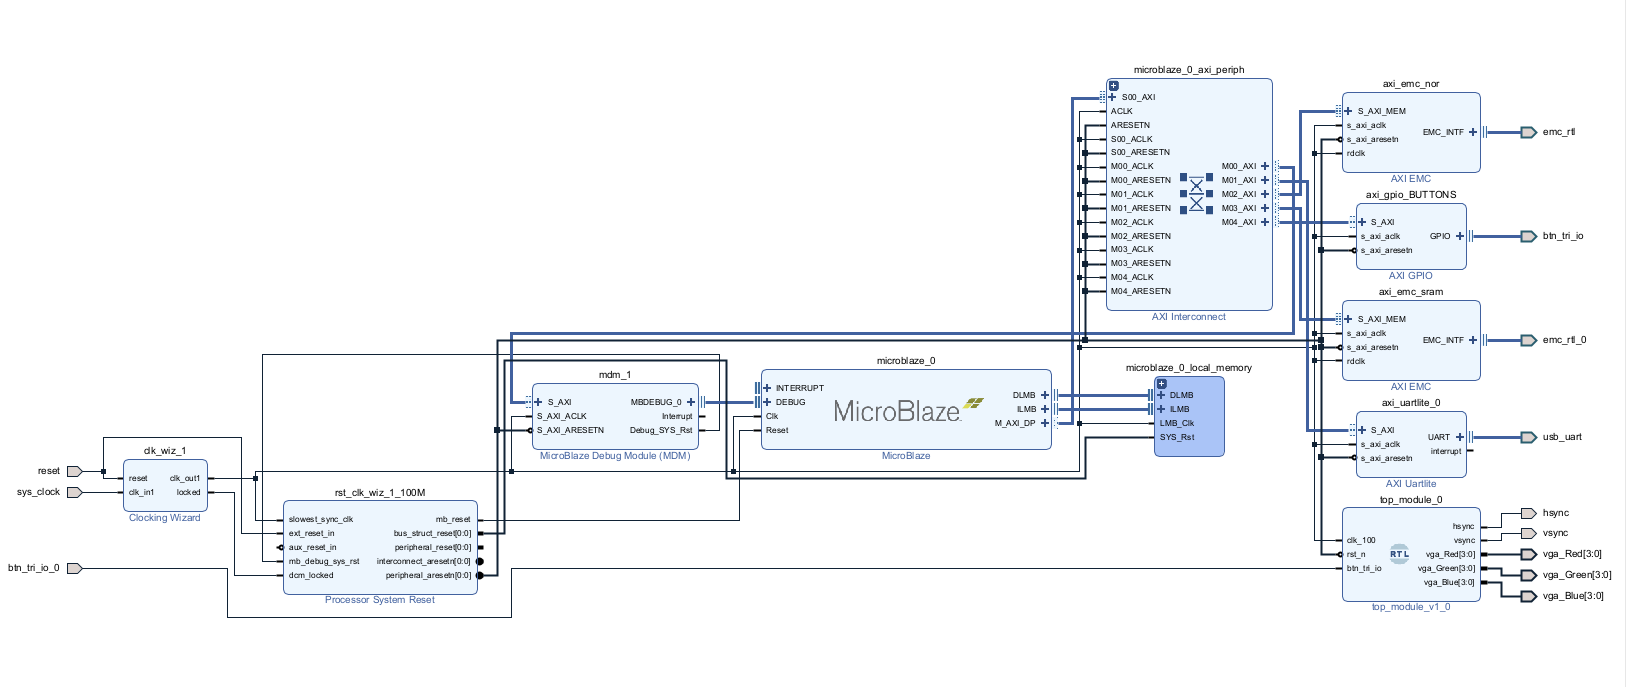 reset
sys_clock
btn_tri_io_0
clk_wiz_1
reset
clk_in1
clk_out1
locked
Clocking Wizard
rst_clk_wiz_1_100M
slowest_sync_clk
ext_reset_in
aux_reset_in
mb_debug_sys_rst
dcm_locked
mb_reset
bus_struct_reset[0:0]
peripheral_reset[0:0]
interconnect_aresetn[0:0]
peripheral_aresetn[0:0]
Processor System Reset
mdm_1
S_AXI
S_AXI_ACLK
S_AXI_ARESETN
MBDEBUG_0
Interrupt
Debug_SYS_Rst
MicroBlaze Debug Module (MDM)
microblaze_0
INTERRUPT
DEBUG
Clk
Reset
MicroBlaze
DLMB
ILMB
M_AXI_DP
MicroBlaze
microblaze_0_axi_periph
S00_AXI
ACLK
ARESETN
S00_ACLK
S00_ARESETN
M00_ACLK
M00_ARESETN
M01_ACLK
M01_ARESETN
M02_ACLK
M02_ARESETN
M03_ACLK
M03_ARESETN
M04_ACLK
M04_ARESETN
M00_AXI
M01_AXI
M02_AXI
M03_AXI
M04_AXI
AXI Interconnect
microblaze_0_local_memory
DLMB
ILMB
LMB_Clk
SYS_Rst
axi_emc_nor
S_AXI_MEM
s_axi_aclk
s_axi_aresetn
rdclk
EMC_INTF
AXI EMC
axi_gpio_BUTTONS
S_AXI
s_axi_aclk
s_axi_aresetn
GPIO
AXI GPIO
axi_emc_sram
S_AXI_MEM
s_axi_aclk
s_axi_aresetn
rdclk
EMC_INTF
AXI EMC
axi_uartlite_0
S_AXI
s_axi_aclk
s_axi_aresetn
UART
interrupt
AXI Uartlite
top_module_0
clk_100
rst_n
btn_tri_io
RTL
hsync
vsync
vga_Red[3:0]
vga_Green[3:0]
vga_Blue[3:0]
top_module_v1_0
emc_rtl
btn_tri_io
emc_rtl_0
usb_uart
hsync
vsync
vga_Red[3:0]
vga_Green[3:0]
vga_Blue[3:0]